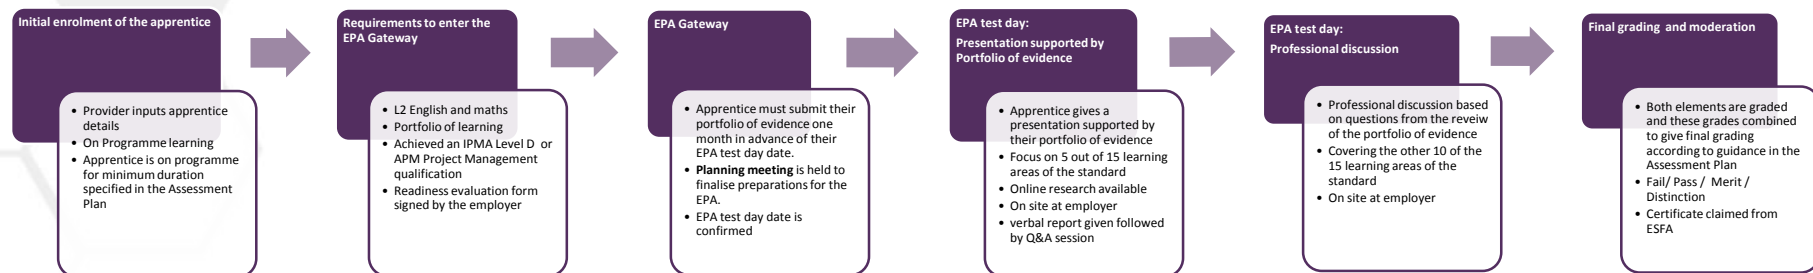 Initial enrolment of the apprentice
• Provider inputs apprentice
details
• On Programme learning
• Apprentice is on programme
for minimum duration
specified in the Assessment
Plan
Requirements to enter the
EPA Gateway
• L2 English and maths
• Portfolio of learning
• Achieved an IPMA Level D or
APM Project Management
qualification
• Readiness evaluation form
signed by the employer
EPA Gateway
• Apprentice must submit their
portfolio of evidence one
month in advance of their
EPA test day date.
• Planning meeting is held to
finalise preparations for the
EPA.
• EPA test day date is
confirmed
EPA test day:
Presentation supported by
Portfolio of evidence
• Apprentice gives a
presentation supported by
their portfolio of evidence
• Focus on 5 out of 15 learning
areas of the standard
• Online research available
• On site at employer
• verbal report given followed
by Q&A session
EPA test day:
Professional discussion
• Professional discussion based
on questions from the reveiw
of the portfolio of evidence
• Covering the other 10 of the
15 learning areas of the
standard
• On site at employer
Final grading and moderation
• Both elements are graded
and these grades combined
to give final grading
according to guidance in the
Assessment Plan
• Fail/ Pass / Merit /
Distinction
• Certificate claimed from
ESFA